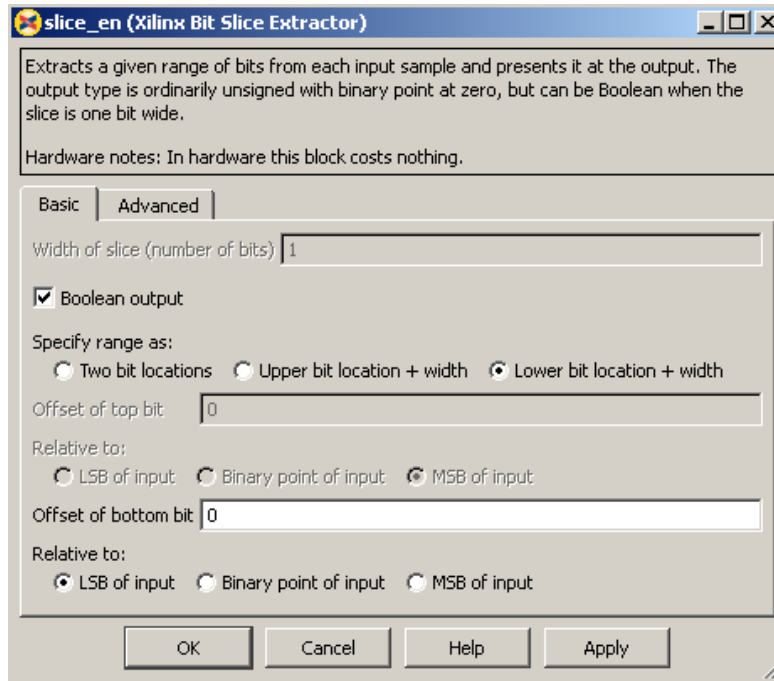 slice_en (Xilinx Bit Slice Extractor)
Extracts a given range of bits from each input sample and presents it at the output. The
output type is ordinarily unsigned with binary point at zero, but can be Boolean when the
slice is one bit wide.
Hardware notes: In hardware this block costs nothing.
Basic Advanced
Width of slice (number of bits) 1
Boolean output
Specify range as:
Two bit locations Upper bit location + width Lower bit location + width
Offset of top bit 0
Relative to:
LSB of input Binary point of input MSB of input
Offset of bottom bit 0
Relative to:
LSB of input Binary point of input MSB of input
OK Cancel Help Apply